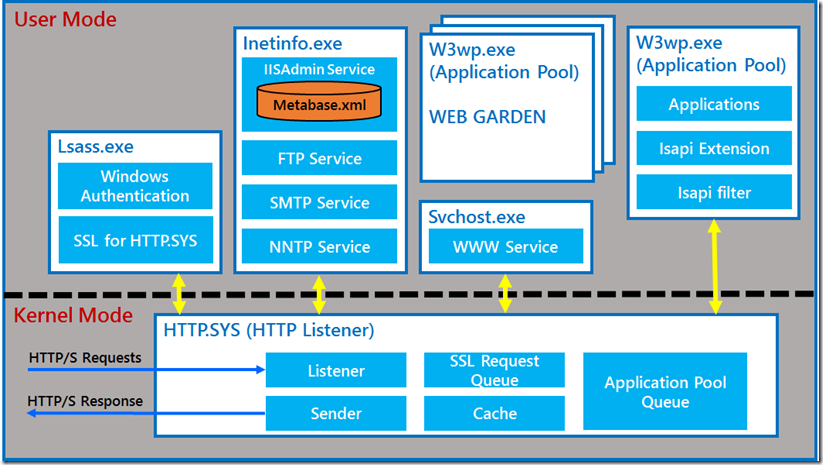 User Mode
Lsass.exe
Windows
Authentication
SSL for HTTP.SYS
Inetinfo.exe
IISAdmin Service
Metabase.xml
FTP Service
SMTP Service
NNTP Service
W3wp.exe
(Application Pool)
WEB GARDEN
Svchost.exe
WWW Service
W3wp.exe
(Application Pool)
Applications
Isapi Extension
Isapi filter
Kernel Mode
HTTP.SYS (HTTP Listener)
HTTP/S Requests
HTTP/S Response
Listener
Sender
SSL Request
Queue
Cache
Application Pool
Queue